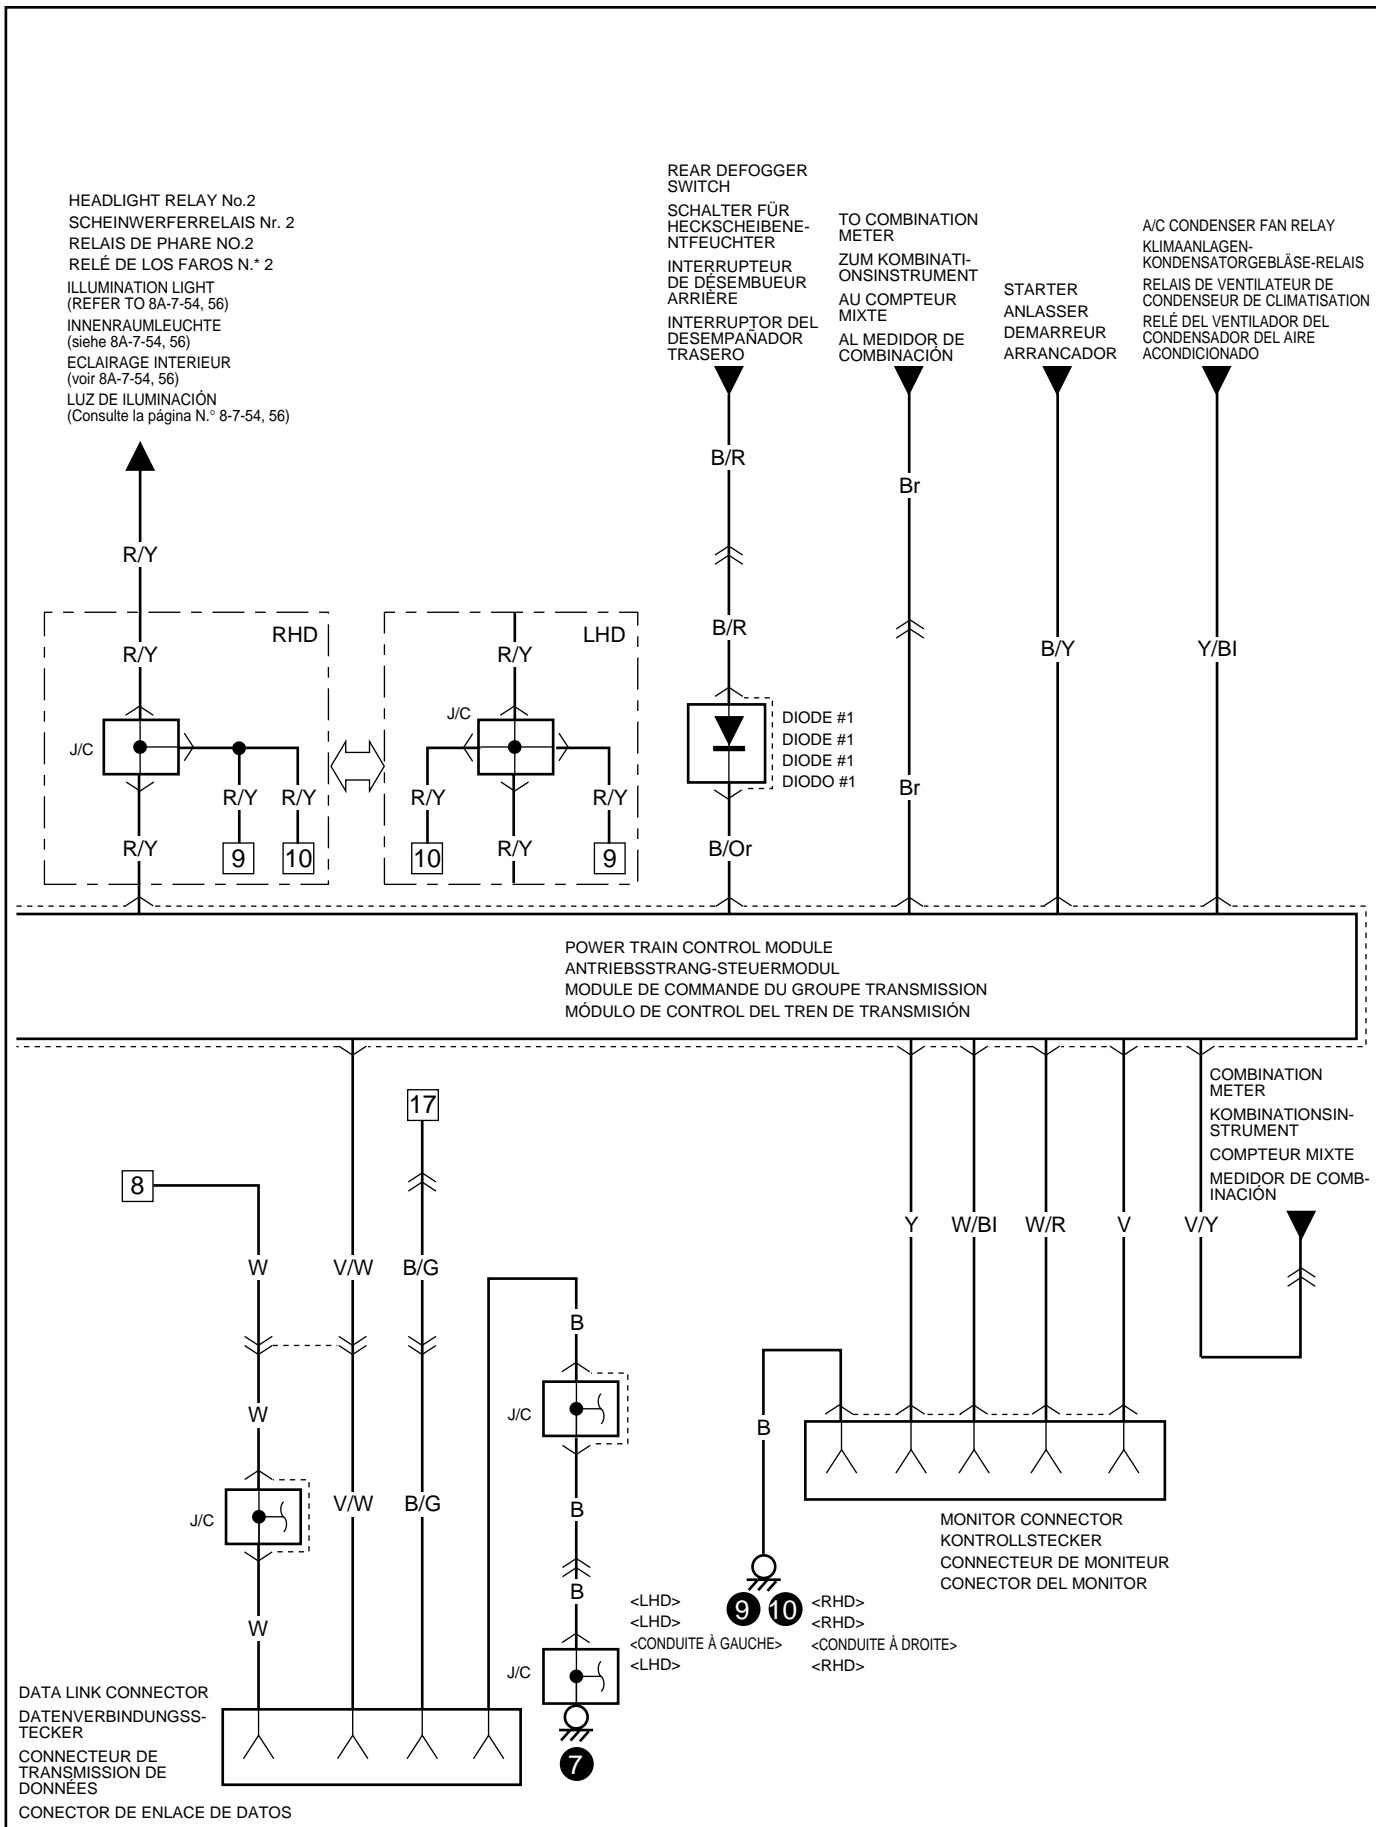 HEADLIGHT RELAY No.2
SCHEINWERFERRELAIS Nr. 2
RELAIS DE PHARE NO.2
RELÉ DE LOS FAROS N.* 2
ILLUMINATION LIGHT
(REFER TO 8A-7-54, 56)
INNENRAUMLEUCHTE
(siehe 8A-7-54, 56)
ECLAIRAGE INTERIEUR
(voir 8A-7-54, 56)
LUZ DE ILUMINACIÓN
(Consulte la página N.° 8-7-54, 56)
REAR DEFOGGER
SWITCH
SCHALTER FÜR
HECKSCHEIBENE-
NTFEUCHTER
INTERRUPTEUR
DE DÉSEMBUEUR
ARRIÈRE
INTERRUPTOR DEL
DESEMPAÑADOR
TRASERO
TO COMBINATION
METER
ZUM KOMBINATI-
ONSINSTRUMENT
AU COMPTEUR
MIXTE
AL MEDIDOR DE
COMBINACIÓN
STARTER
ANLASSER
DEMARREUR
ARRANCADOR
A/C CONDENSER FAN RELAY
KLIMAANLAGEN-
KONDENSATORGEBLÄSE-RELAIS
RELAIS DE VENTILATEUR DE
CONDENSEUR DE CLIMATISATION
RELÉ DEL VENTILADOR DEL
CONDENSADOR DEL AIRE
ACONDICIONADO
R/Y
B/R
Br
RHD
R/Y
J/C
R/Y
R/Y
R/Y
9
10
LHD
R/Y
J/C
R/Y
R/Y
R/Y
10
9
B/R
DIODE #1
DIODE #1
DIODE #1
DIODO #1
B/Or
Br
B/Y
Y/Bl
POWER TRAIN CONTROL MODULE
ANTRIEBSSTRANG-STEUERMODUL
MODULE DE COMMANDE DU GROUPE TRANSMISSION
MÓDULO DE CONTROL DEL TREN DE TRANSMISIÓN
17
8
W
V/W
B/G
B
W
J/C
V/W
B/G
J/C
B
W
B
J/C
7
COMBINATION
METER
KOMBINATIONSIN-
STRUMENT
COMPTEUR MIXTE
MEDIDOR DE COMB-
INACIÓN
Y
W/Bl
W/R
V
V/Y
B
MONITOR CONNECTOR
KONTROLLSTECKER
CONNECTEUR DE MONITEUR
CONECTOR DEL MONITOR
<LHD>
<LHD>
<CONDUITE À GAUCHE>
<LHD>
9
10
<RHD>
<RHD>
<CONDUITE À DROITE>
<RHD>
DATA LINK CONNECTOR
DATENVERBINDUNGSS-
TECKER
CONNECTEUR DE
TRANSMISSION DE
DONNÉES
CONECTOR DE ENLACE DE DATOS